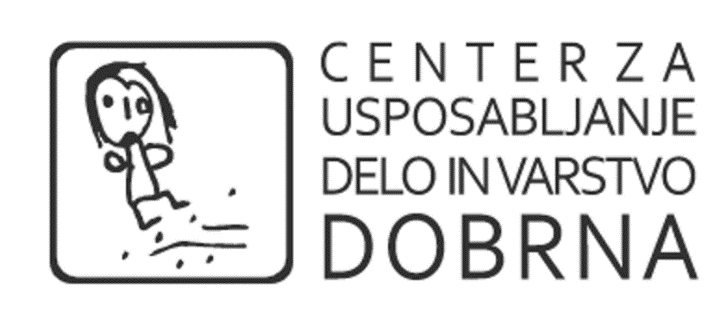 CENTER ZA
USPOSABLJANJE
DELO IN VARSTVO
DOBRNA